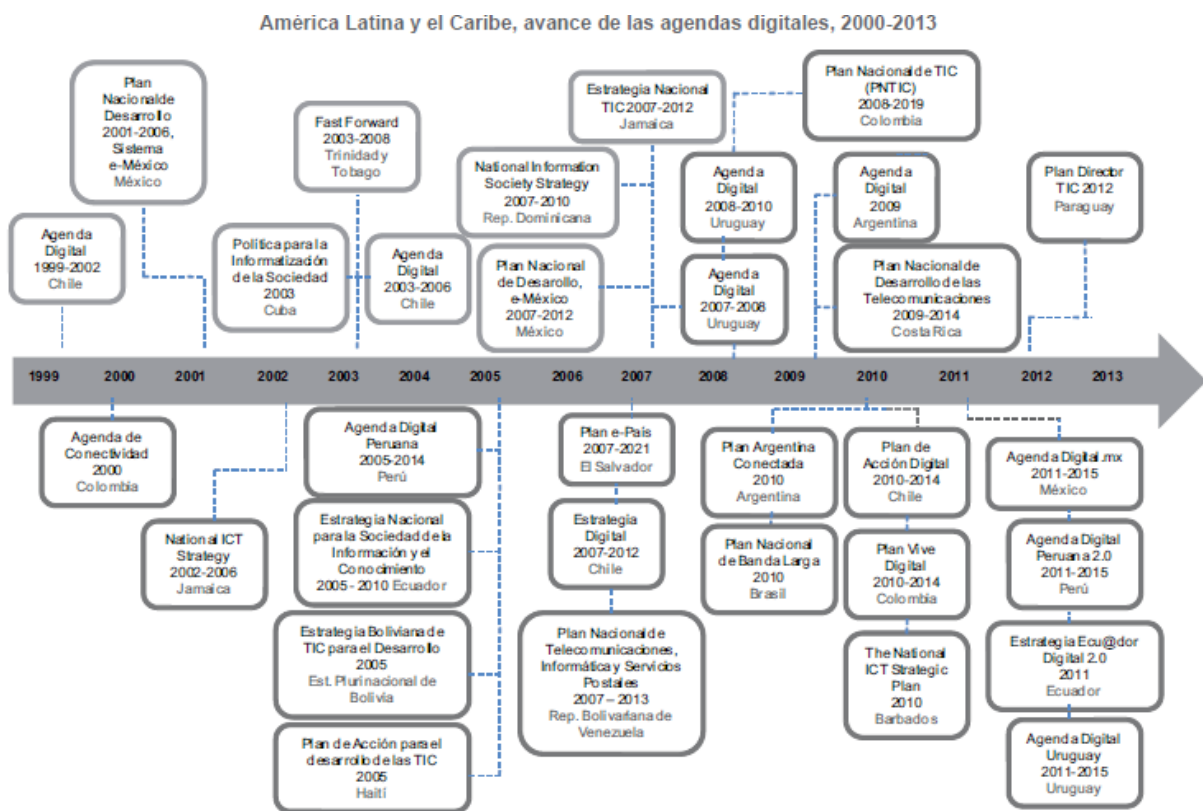 América Latina y el Caribe, avance de las agendas digitales, 2000-2013
Plan
Nacional de
Desarrollo
2001-2006,
Sistema
e-México
México
Fast Forward
2003-2008
Trinidad y
Tobago
Estrategia Nacional
TIC 2007-2012
Jamaica
Plan Nacional de TIC
(PNTIC)
2008-2019
Colombia
National Information
Society Strategy
2007-2010
Rep. Dominicana
Agenda
Digital
2008-2010
Uruguay
Agenda
Digital
2009
Argentina
Plan Director
TIC 2012
Paraguay
Agenda
Digital
1999-2002
Chile
Política para la
Informatización
de la Sociedad
2003
Cuba
Agenda
Digital
2003-2006
Chile
Plan Nacional
de Desarollo,
e-México
2007-2012
México
Agenda
Digital
2007-2008
Uruguay
Plan Nacional de
Desarrollo de las
Telecomunicaciones
2009-2014
Costa Rica
1999 2000 2001 2002 2003 2004 2005 2006 2007 2008 2009 2010 2011 2012 2013
Agenda de
Conectividad
2000
Colombia
National ICT
Strategy
2002-2006
Jamaica
Agenda Digital
Peruana
2005-2014
Perú
Estrategia Nacional
para la Sociedad de la
Información y el
Conocimiento
2005 - 2010 Ecuador
Estrategia Boliviana de
TIC para el Desarrollo
2005
Est. Plurinacional de
Bolivia
Plan de Acción para el
desarrollo de las TIC
2005
Haití
Plan e-País
2007-2021
El Salvador
Estrategia
Digital
2007-2012
Chile
Plan Nacional de
Telecomunicaciones,
Informática y Servicios
Postales
2007 – 2013
Rep. Bolivariana de
Venezuela
Plan Argentina
Conectada
2010
Argentina
Plan Nacional
de Banda Larga
2010
Brasil
Plan de
Acción Digital
2010-2014
Chile
Plan Vive
Digital
2010-2014
Colombia
The National
ICT Strategic
Plan
2010
Barbados
Agenda Digital.mx
2011-2015
México
Agenda Digital
Peruana 2.0
2011-2015
Perú
Estrategia Ecu@dor
Digital 2.0
2011
Ecuador
Agenda Digital
Uruguay
2011-2015
Uruguay